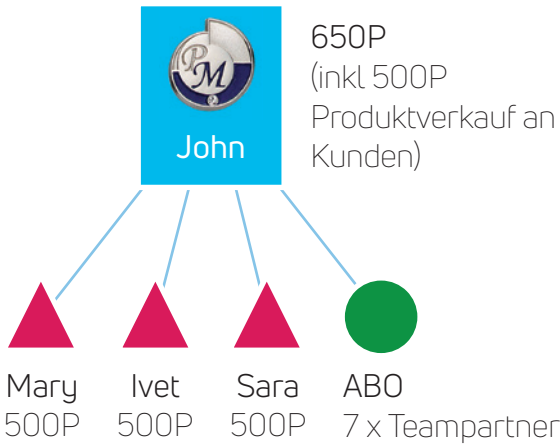 PM
John
650P
(inkl 500P
Produktverkauf an
Kunden)
Mary
500P
Ivet
500P
Sara
500P
ABO
7 x Teampartner